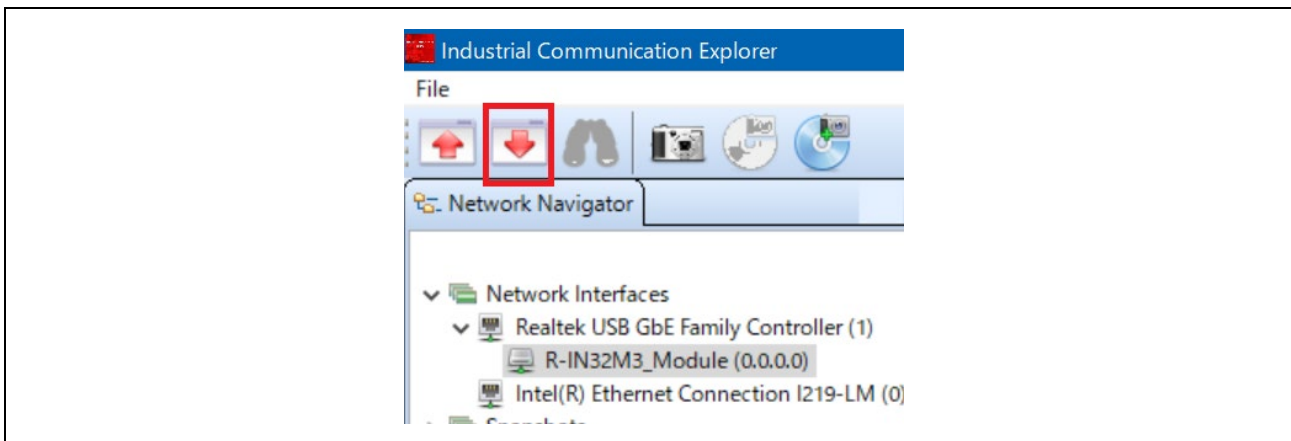 Industrial Communication Explorer
File
Network Navigator
Network Interfaces
Realtek USB GbE Family Controller (1)
R-IN32M3_Module (0.0.0.0)
Intel(R) Ethernet Connection I219-LM (0)